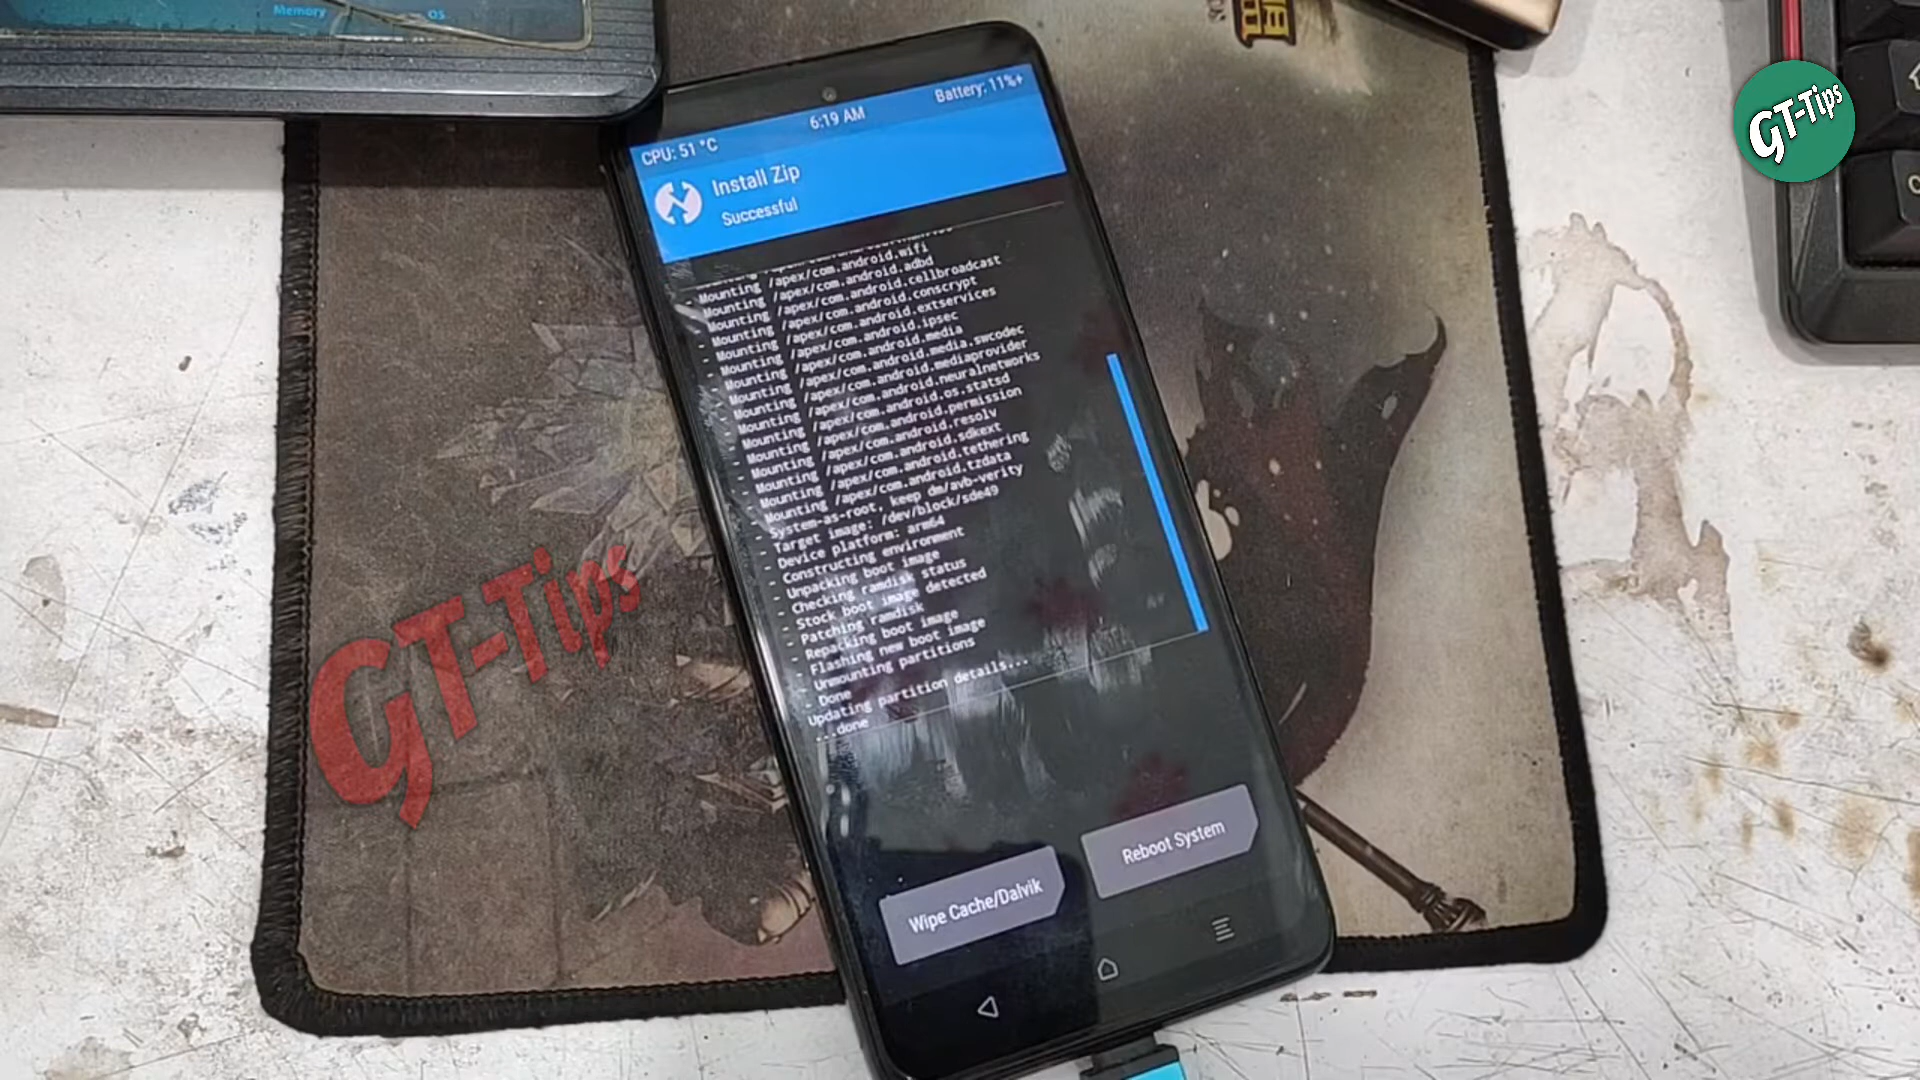 Memory
OS
GT-Tips
6:19 AM
Battery: 11%+
CPU: 51 °C
Install Zip
Successful
/apex/com.android.wifi
- Mounting /apex/com.android.adbd
- Mounting /apex/com.android.cellbroadcast
- Mounting /apex/com.android.conscrypt
- Mounting /apex/com.android.extservices
- Mounting /apex/com.android.ipsec
- Mounting /apex/com.android.media
- Mounting /apex/com.android.media.swcodec
- Mounting /apex/com.android.mediaprovider
- Mounting /apex/com.android.neuralnetworks
- Mounting /apex/com.android.os.statsd
- Mounting /apex/com.android.permission
- Mounting /apex/com.android.resolv
- Mounting /apex/com.android.sdkext
- Mounting /apex/com.android.tethering
- Mounting /apex/com.android.tzdata
- System-as-root, keep dm/avb-verity
- Target image: /dev/block/sde49
- Device platform: arm64
- Constructing environment
- Unpacking boot image
- Checking ramdisk status
- Stock boot image detected
- Patching ramdisk
- Repacking boot image
- Flashing new boot image
- Unmounting partitions
- Done
Updating partition details...
...done
GT-Tips
Wipe Cache/Dalvik
Reboot System